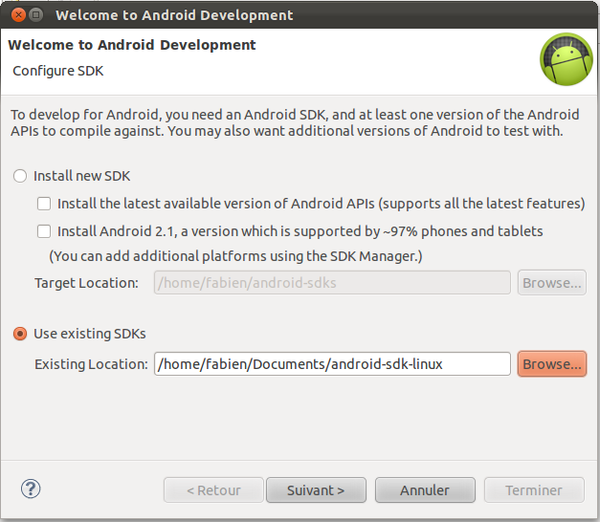 Welcome to Android Development
Welcome to Android Development
Configure SDK
To develop for Android, you need an Android SDK, and at least one version of the Android
APIs to compile against. You may also want additional versions of Android to test with.
Install new SDK
Install the latest available version of Android APIs (supports all the latest features)
Install Android 2.1, a version which is supported by ~97% phones and tablets
(You can add additional platforms using the SDK Manager.)
Target Location: /home/fabien/android-sdks Browse...
Use existing SDKs
Existing Location: /home/fabien/Documents/android-sdk-linux Browse...
? < Retour Suivant > Annuler Terminer